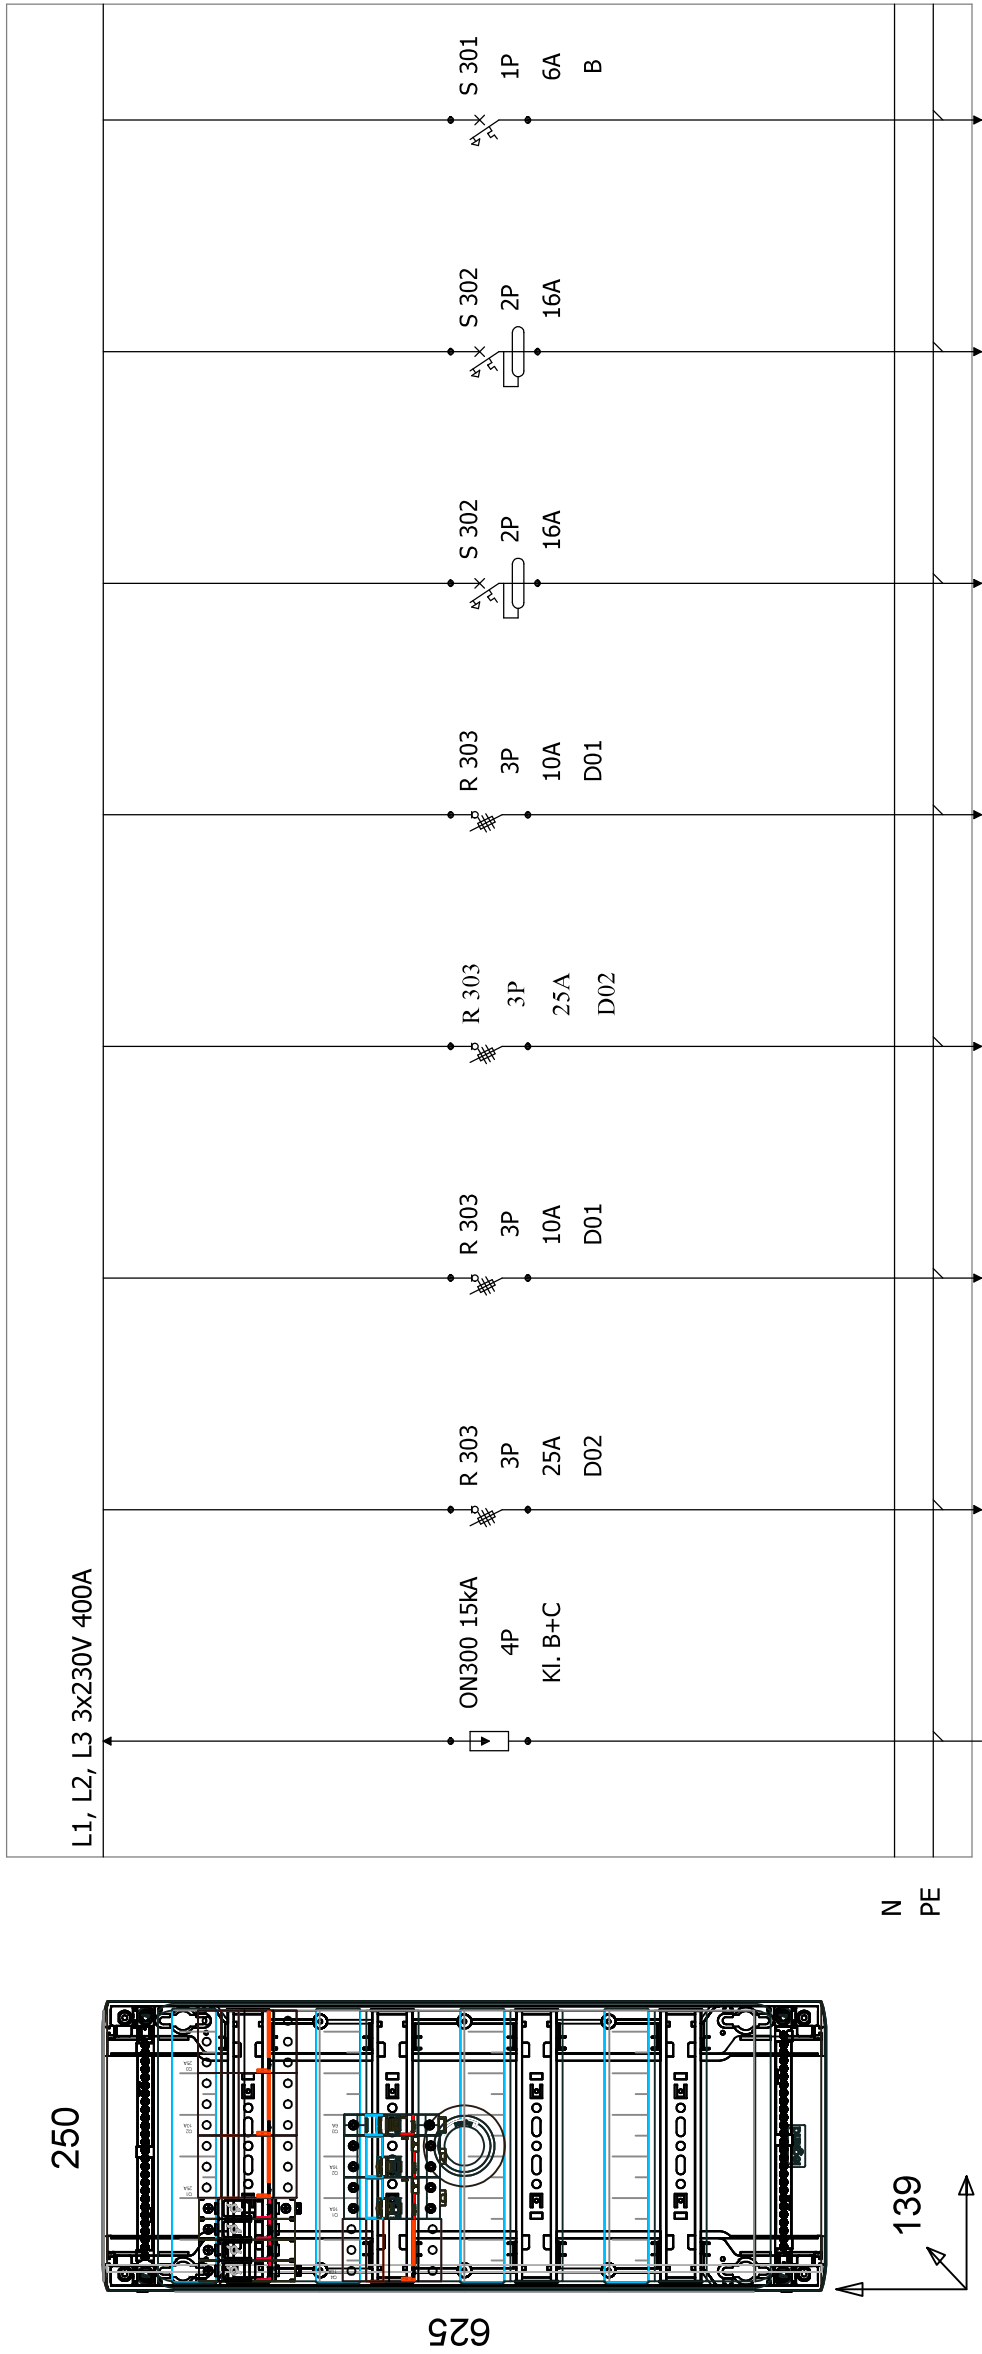 L1, L2, L3 3x230V 400A
ON300 15kA
4P
Kl. B+C
R 303
3P
25A
D02
R 303
3P
10A
D01
R 303
3P
25A
D02
R 303
3P
10A
D01
S 302
2P
16A
S 302
2P
16A
S 301
1P
6A
B
N
PE
250
625
139